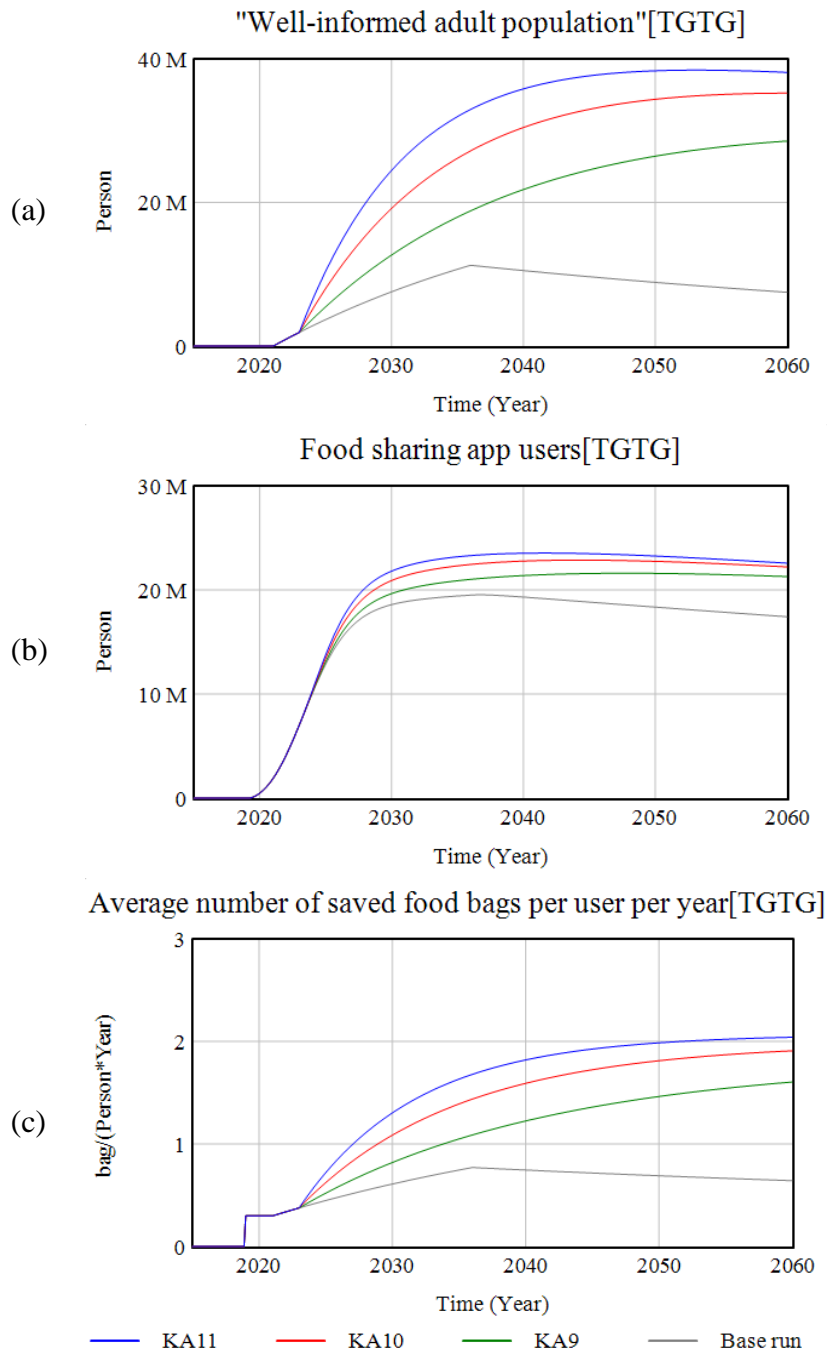 "Well-informed adult population"[TGTG]
40 M
20 M
0
Person
(a)
2020 2030 2040 2050 2060
Time (Year)
Food sharing app users[TGTG]
30 M
20 M
10 M
0
Person
(b)
2020 2030 2040 2050 2060
Time (Year)
Average number of saved food bags per user per year[TGTG]
3
2
1
0
bag/(Person*Year)
(c)
2020 2030 2040 2050 2060
Time (Year)
KA11 KA10 KA9 Base run